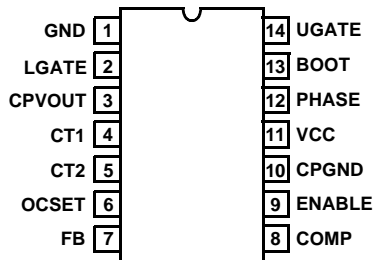 GND 1 14 UGATE
LGATE 2 13 BOOT
CPVOUT 3 12 PHASE
CT1 4 11 VCC
CT2 5 10 CPGND
OCSET 6 9 ENABLE
FB 7 8 COMP